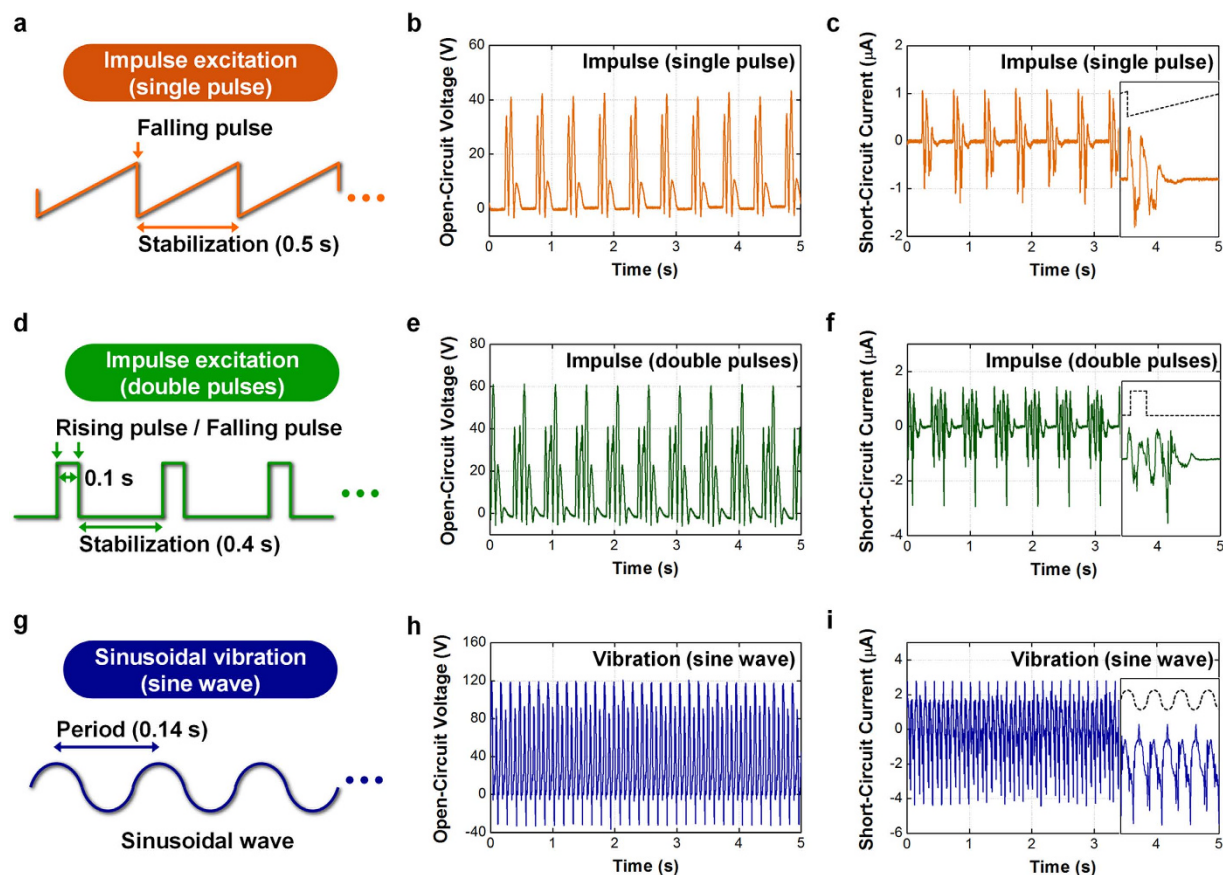 a
Impulse excitation
(single pulse)
Falling pulse
Stabilization (0.5 s)
b
Impulse (single pulse)
Open-Circuit Voltage (V)
60
40
20
0
0 1 2 3 4 5
Time (s)
c
Impulse (single pulse)
Short-Circuit Current (μA)
2
1
0
-1
-2
0 1 2 3 4 5
Time (s)
d
Impulse excitation
(double pulses)
Rising pulse / Falling pulse
0.1 s
Stabilization (0.4 s)
e
Impulse (double pulses)
Open-Circuit Voltage (V)
80
60
40
20
0
0 1 2 3 4 5
Time (s)
f
Impulse (double pulses)
Short-Circuit Current (μA)
2
0
-2
-4
0 1 2 3 4 5
Time (s)
g
Sinusoidal vibration
(sine wave)
Period (0.14 s)
Sinusoidal wave
h
Vibration (sine wave)
Open-Circuit Voltage (V)
160
120
80
40
0
-40
0 1 2 3 4 5
Time (s)
i
Vibration (sine wave)
Short-Circuit Current (μA)
4
2
0
-2
-4
-6
0 1 2 3 4 5
Time (s)